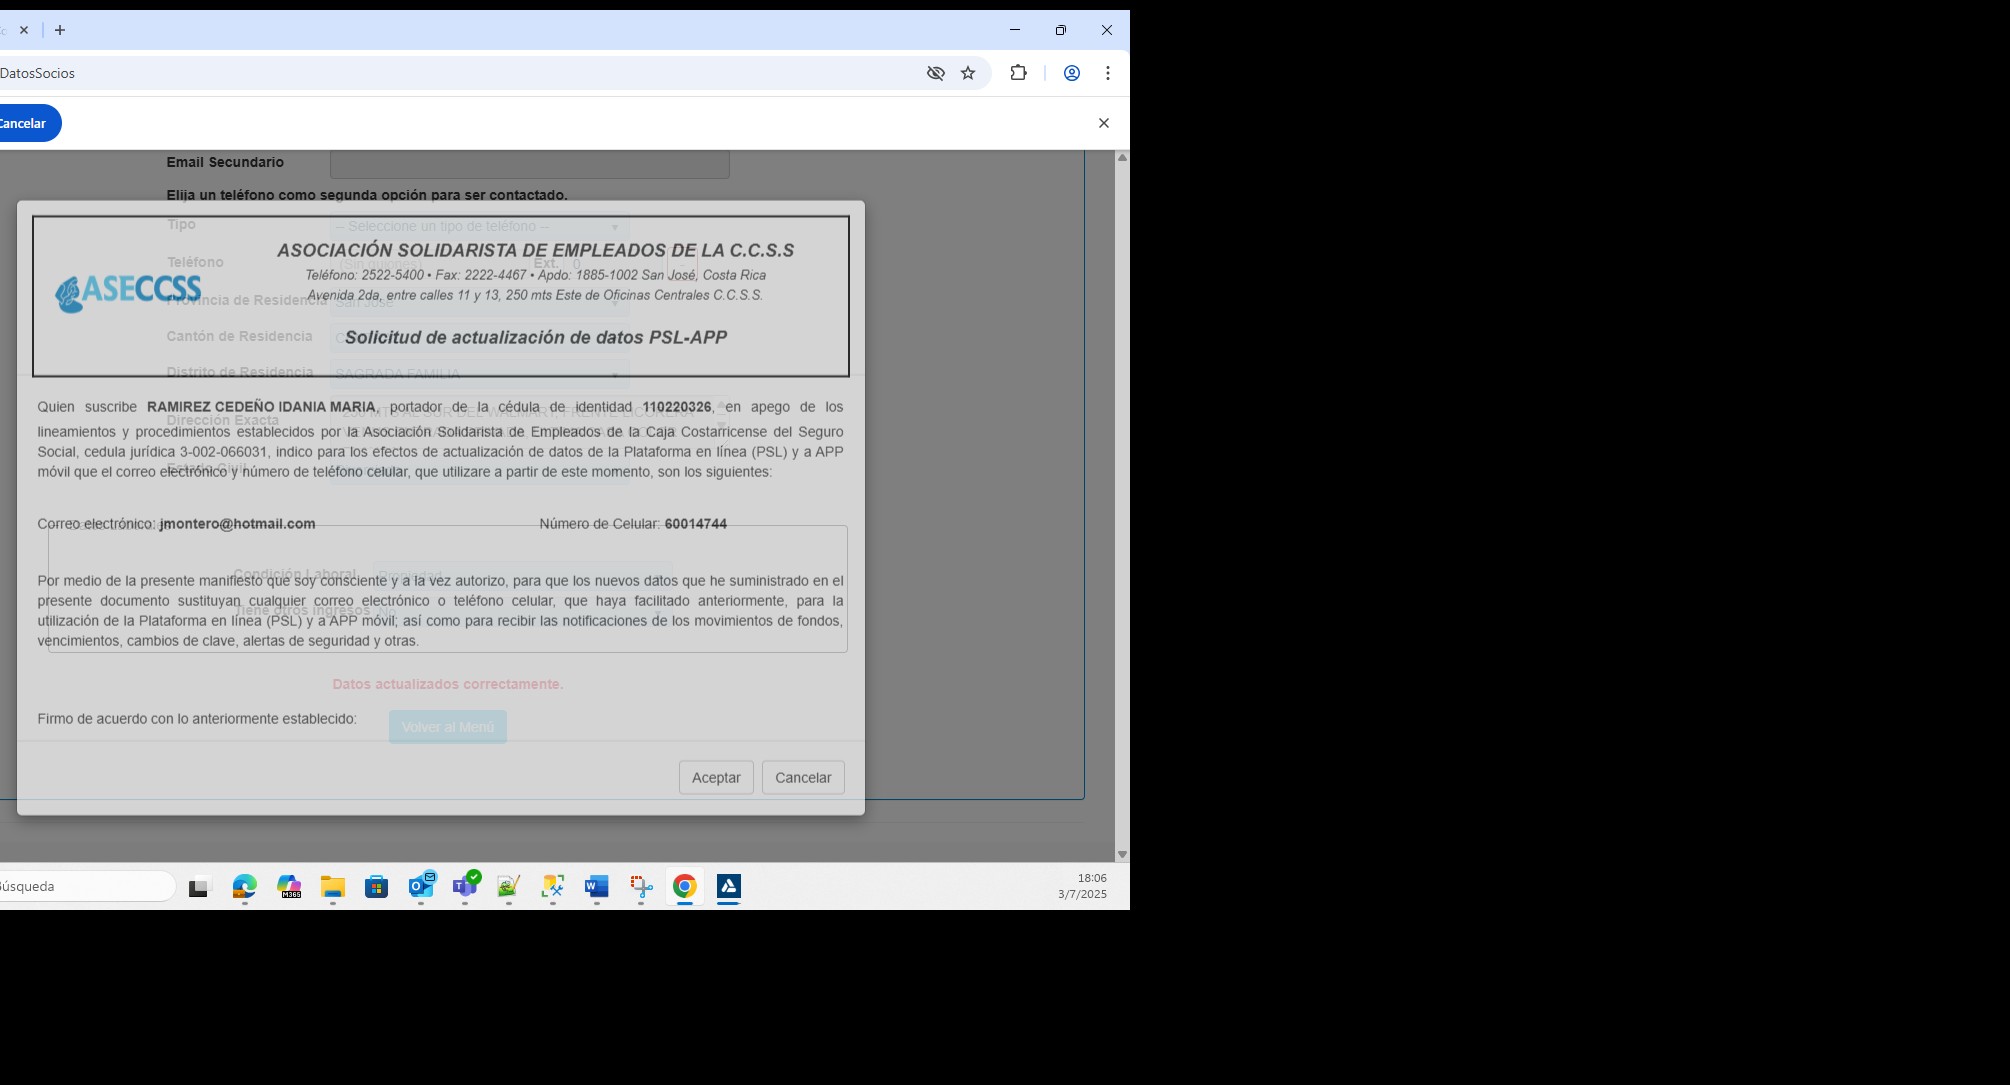 DatosSocios
Cancelar
Email Secundario
Elija un teléfono como segunda opción para ser contactado.
Tipo
-- Seleccione un tipo de teléfono --
ASOCIACIÓN SOLIDARISTA DE EMPLEADOS DE LA C.C.S.S
Teléfono
(Sin guiones)
Ext.
0
Teléfono: 2522-5400 • Fax: 2222-4467 • Apdo: 1885-1002 San José, Costa Rica
ASECCSS
Avenida 2da, entre calles 11 y 13, 250 mts Este de Oficinas Centrales C.C.S.S.
Provincia de Residencia
San José
Cantón de Residencia
Solicitud de actualización de datos PSL-APP
Distrito de Residencia
SAGRADA FAMILIA
Quien suscribe RAMIREZ CEDEÑO IDANIA MARIA, portador de la cédula de identidad 110220326, en apego de los
Dirección Exacta
lineamientos y procedimientos establecidos por la Asociación Solidarista de Empleados de la Caja Costarricense del Seguro
Social, cedula jurídica 3-002-066031, indico para los efectos de actualización de datos de la Plataforma en línea (PSL) y a APP
Estado Civil
móvil que el correo electrónico y número de teléfono celular, que utilizare a partir de este momento, son los siguientes:
Correo electrónico: jmontero@hotmail.com
Número de Celular: 60014744
Condición Laboral
Propiedad
Por medio de la presente manifiesto que soy consciente y a la vez autorizo, para que los nuevos datos que he suministrado en el
presente documento sustituyan cualquier correo electrónico o teléfono celular, que haya facilitado anteriormente, para la
Tiene otros ingresos
No
utilización de la Plataforma en línea (PSL) y a APP móvil; así como para recibir las notificaciones de los movimientos de fondos,
vencimientos, cambios de clave, alertas de seguridad y otras.
Datos actualizados correctamente.
Firmo de acuerdo con lo anteriormente establecido:
Volver al Menú
Aceptar
Cancelar
Búsqueda
M365
18:06
3/7/2025